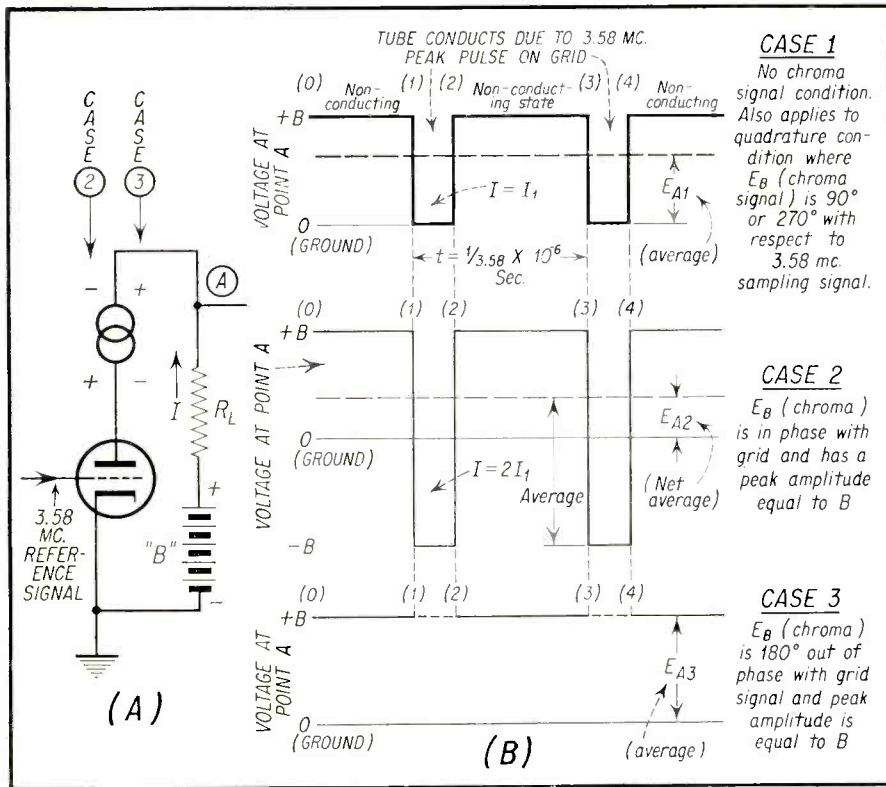 TUBE CONDUCTS DUE TO 3.58 MC.
PEAK PULSE ON GRID
(0)
(1)
(2)
(3)
(4)
Non-
conducting
Non-conduct-
ing state
Non-
conducting
+B
VOLTAGE AT
POINT A
I = I1
EA1
0
(GROUND)
(average)
t = 1/3.58 X 10-6
Sec.
CASE 1
No chroma
signal condition.
Also applies to
quadrature con-
dition where
EB (chroma
signal) is 90°
or 270° with
respect to
3.58 mc.
sampling signal.
CASE
2
CASE
3
A
-
+
+
-
I
RL
+
"B"
-
3.58
MC.
REFER-
ENCE
SIGNAL
(A)
(0)
(1)
(2)
(3)
(4)
+B
VOLTAGE AT POINT A
0
(GROUND)
I = 2I1
Average
EA2
(Net
average)
-B
CASE 2
EB (chroma)
is in phase with
grid and has a
peak amplitude
equal to B
(0)
(1)
(2)
(3)
(4)
+B
VOLTAGE AT
POINT A
EA3
0
(GROUND)
(average)
(B)
CASE 3
EB (chroma)
is 180° out of
phase with grid
signal and peak
amplitude is
equal to B